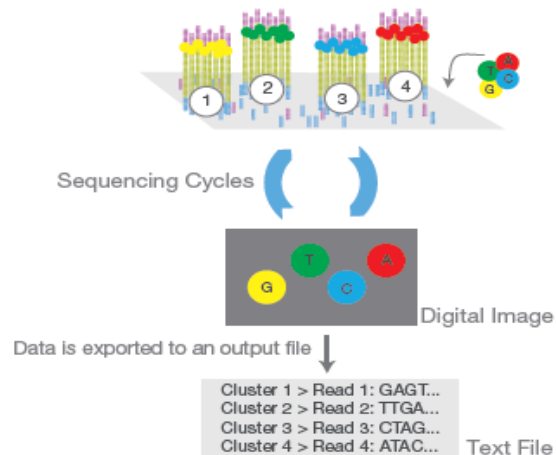 1
2
3
4
A
T
C
G
Sequencing Cycles
T
A
G
C
Digital Image
Data is exported to an output file
Cluster 1 > Read 1: GAGT...
Cluster 2 > Read 2: TTGA...
Cluster 3 > Read 3: CTAG...
Cluster 4 > Read 4: ATAC...
Text File